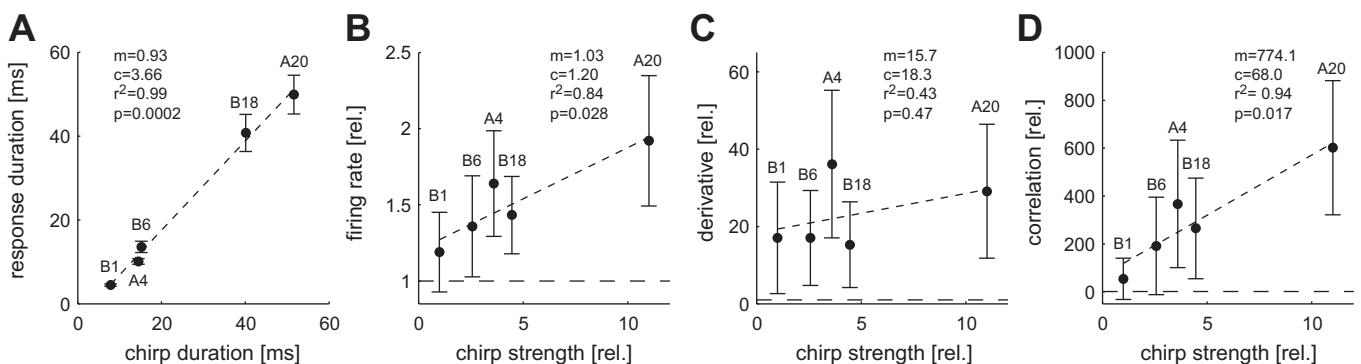 A
B
C
D
response duration [ms]
60
40
20
0
m=0.93
c=3.66
r²=0.99
p=0.0002
A20
B18
B6
B1
A4
0
20
40
60
chirp duration [ms]
firing rate [rel.]
2.5
2
1.5
1
m=1.03
c=1.20
r²=0.84
p=0.028
A20
A4
B6
B18
B1
0
5
10
chirp strength [rel.]
derivative [rel.]
60
40
20
0
m=15.7
c=18.3
r²=0.43
p=0.47
A4
A20
B1
B6
B18
0
5
10
chirp strength [rel.]
correlation [rel.]
1000
800
600
400
200
0
m=774.1
c=68.0
r²= 0.94
p=0.017
A20
A4
B6
B18
B1
0
5
10
chirp strength [rel.]